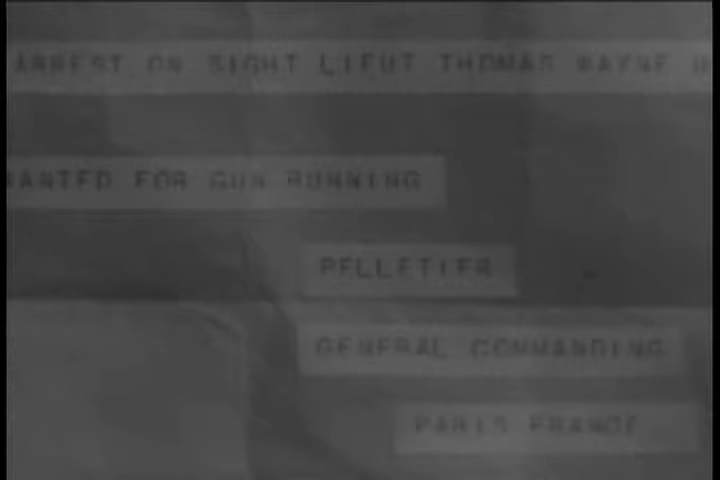 ARREST ON SIGHT LIEUT THOMAS WAYNE U
WANTED FOR GUN RUNNING
PELLETIER
GENERAL COMMANDING
PARIS FRANCE